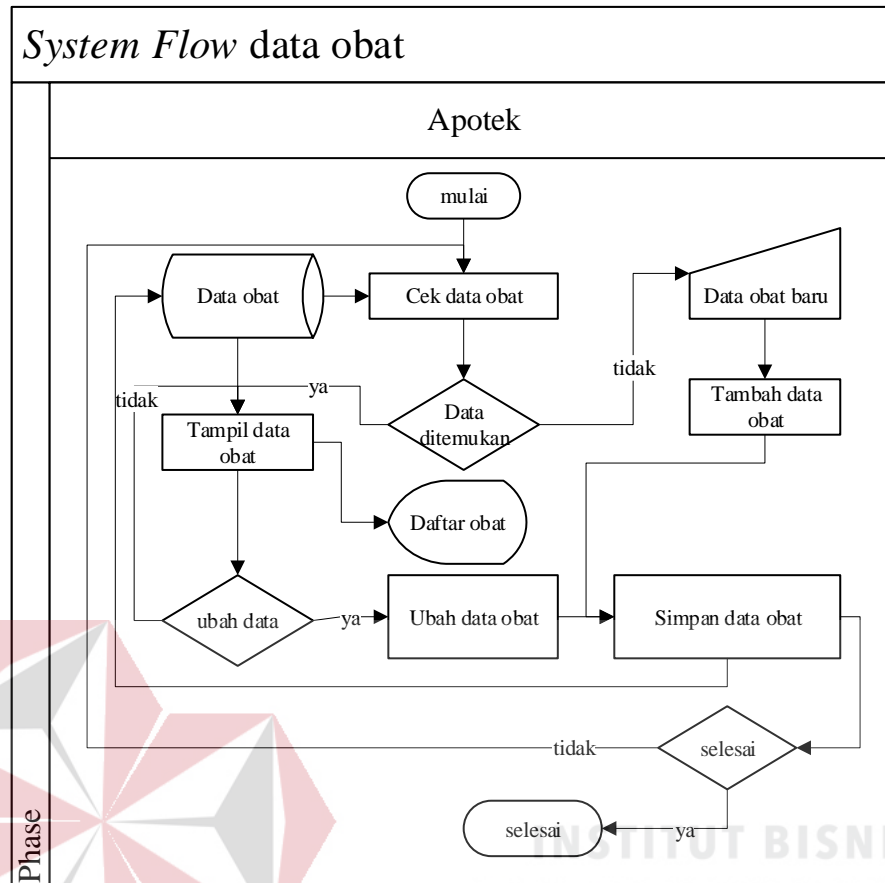 System Flow data obat
Apotek
mulai
Data obat
Cek data obat
Data obat baru
tidak
ya
tidak
Data
ditemukan
Tambah data
obat
Tampil data
obat
Daftar obat
ubah data
ya
Ubah data obat
Simpan data obat
tidak
selesai
selesai
ya
Phase
INSTITUT BISNI